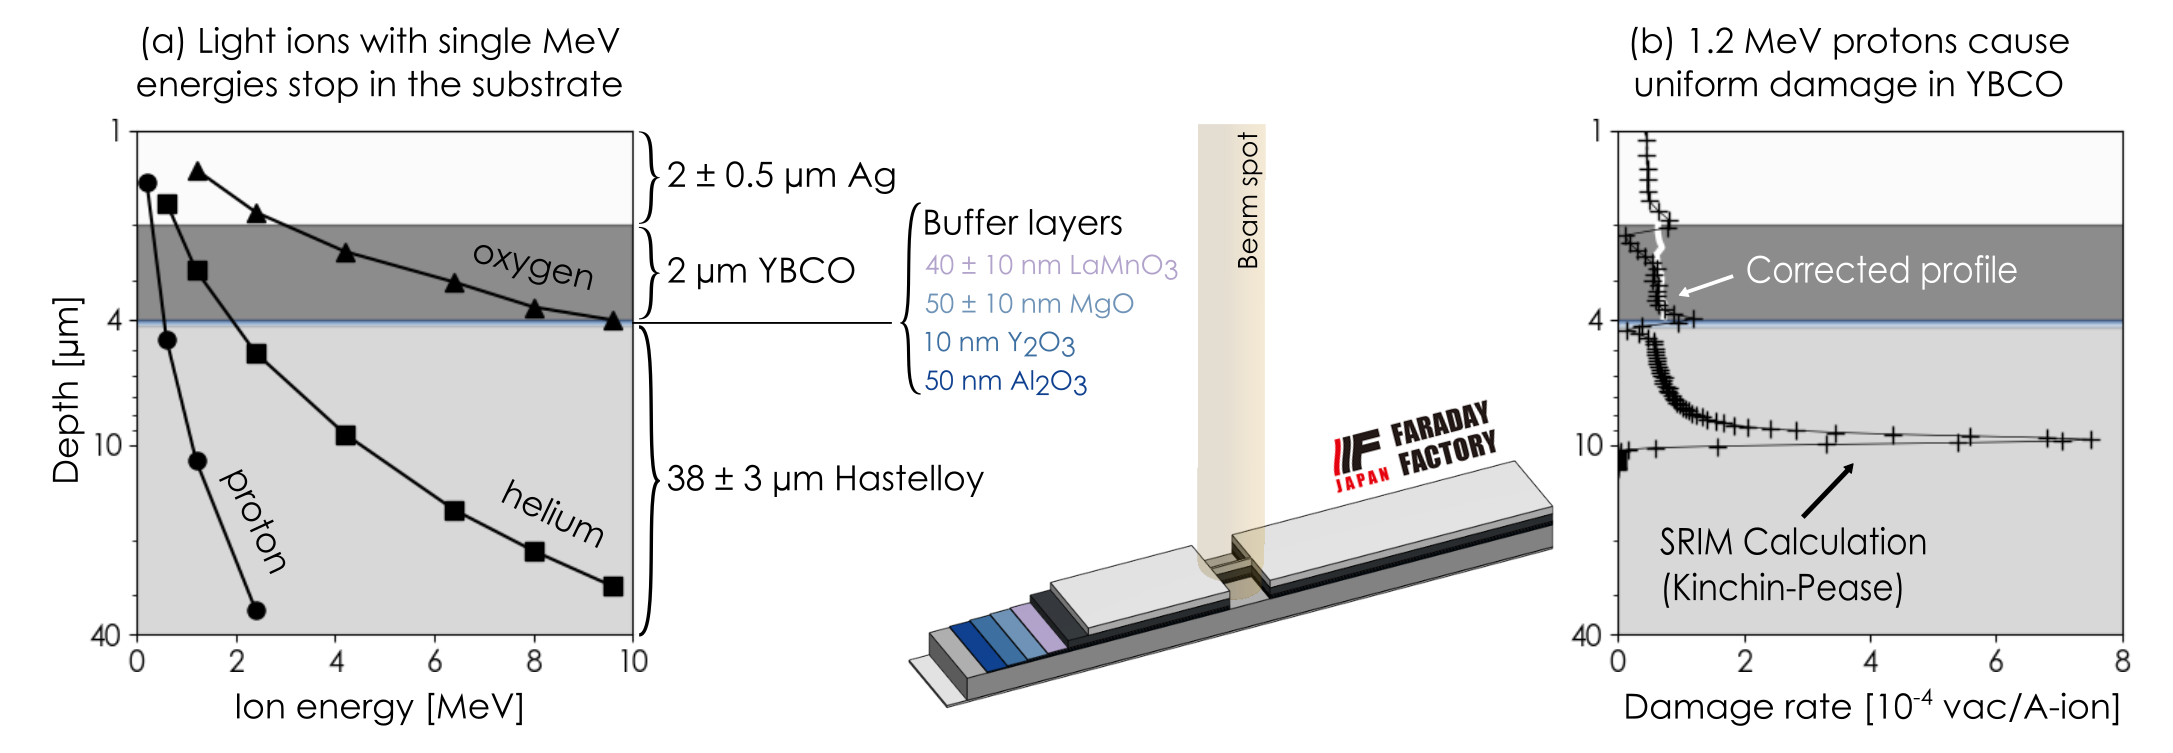 (a) Light ions with single MeV
energies stop in the substrate
1
4
10
40
Depth [µm]
0 2 4 6 8 10
Ion energy [MeV]
oxygen
helium
proton
2 ± 0.5 µm Ag
2 µm YBCO
38 ± 3 µm Hastelloy
Buffer layers
40 ± 10 nm LaMnO3
50 ± 10 nm MgO
10 nm Y2O3
50 nm Al2O3
Beam spot
FARADAY
FACTORY
JAPAN
(b) 1.2 MeV protons cause
uniform damage in YBCO
1
4
10
40
Corrected profile
SRIM Calculation
(Kinchin-Pease)
0 2 4 6 8
Damage rate [10-4 vac/A-ion]